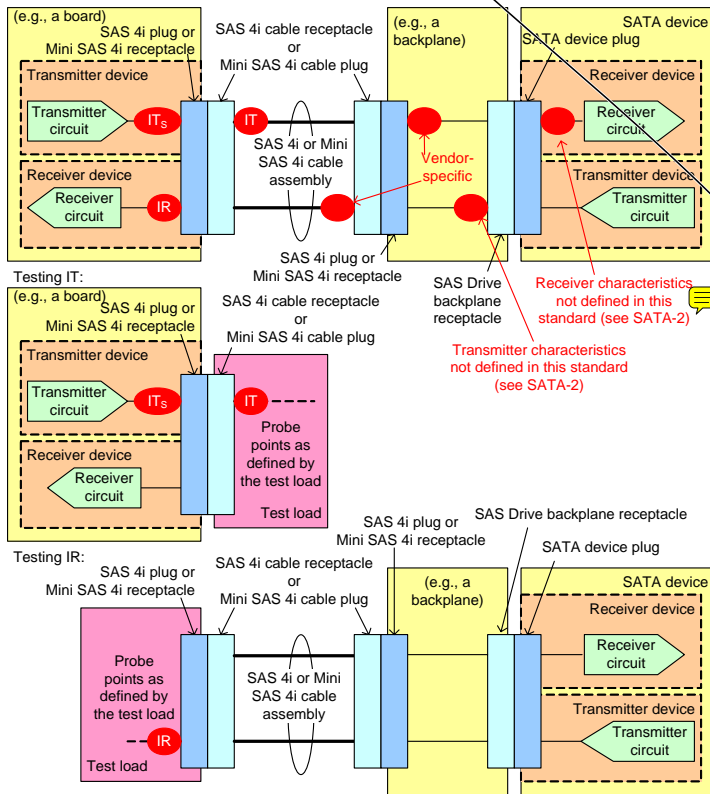 (e.g., a board)
SAS 4i plug or
Mini SAS 4i receptacle
SAS 4i cable receptacle
or
Mini SAS 4i cable plug
(e.g., a
backplane)
SATA device
SATA device plug
Transmitter device
Transmitter
circuit
ITS
IT
Receiver device
Receiver
circuit
IR
SAS 4i or Mini
SAS 4i cable
assembly
Vendor-
specific
Receiver device
Receiver
circuit
Transmitter device
Transmitter
circuit
SAS 4i plug or
Mini SAS 4i receptacle
SAS Drive
backplane
receptacle
Receiver characteristics
not defined in this
standard (see SATA-2)
Transmitter characteristics
not defined in this standard
(see SATA-2)
Testing IT:
(e.g., a board)
SAS 4i plug or
Mini SAS 4i receptacle
SAS 4i cable receptacle
or
Mini SAS 4i cable plug
Transmitter device
Transmitter
circuit
ITS
IT
Receiver device
Receiver
circuit
Probe
points as
defined by
the test load
Test load
Testing IR:
SAS 4i plug or
Mini SAS 4i receptacle
SAS 4i cable receptacle
or
Mini SAS 4i cable plug
SAS 4i plug or
Mini SAS 4i receptacle
SAS Drive backplane receptacle
SATA device plug
(e.g., a
backplane)
SATA device
Probe
points as
defined by
the test load
IR
Test load
SAS 4i or Mini
SAS 4i cable
assembly
Receiver device
Receiver
circuit
Transmitter device
Transmitter
circuit